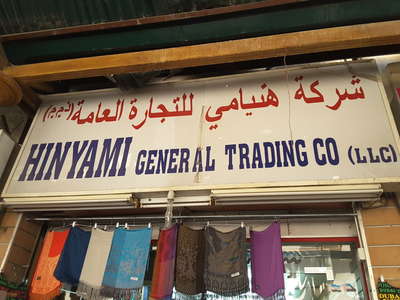 شركة هنيامي للتجارة العامة (ذ.م.م)
HINYAMI GENERAL TRADING CO (LLC)